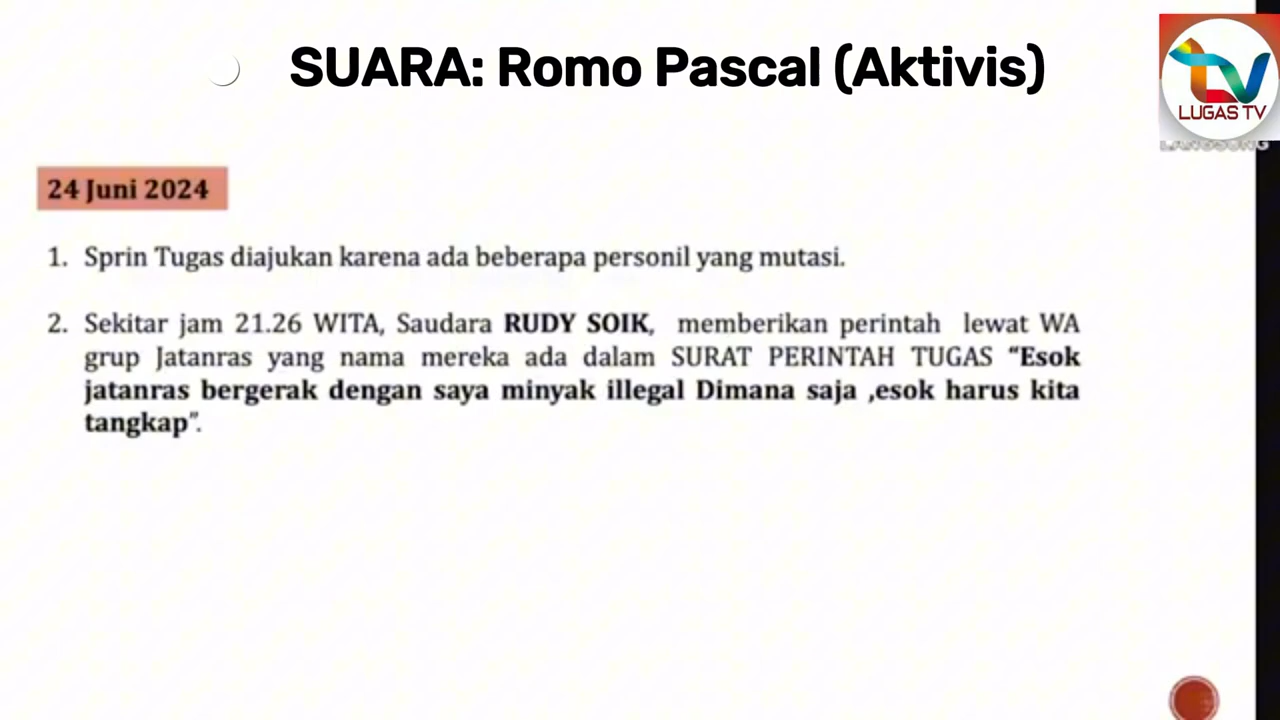 SUARA: Romo Pascal (Aktivis)
LUGAS TV
LANGSUNG
24 Juni 2024
1. Sprin Tugas diajukan karena ada beberapa personil yang mutasi.
2. Sekitar jam 21.26 WITA, Saudara RUDY SOIK, memberikan perintah lewat WA
grup Jatanras yang nama mereka ada dalam SURAT PERINTAH TUGAS “Esok
jatanras bergerak dengan saya minyak illegal Dimana saja ,esok harus kita
tangkap”.